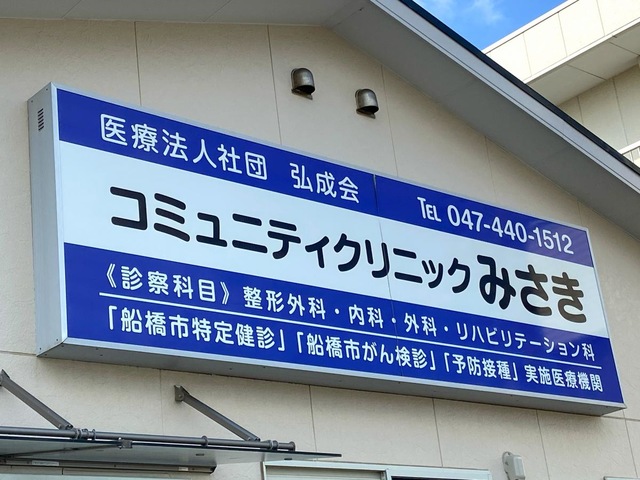 医療法人社団 弘成会 TEL 047-440-1512
コミュニティクリニックみさき
《診察科目》整形外科・内科・外科・リハビリテーション科
「船橋市特定健診」「船橋市がん検診」「予防接種」実施医療機関